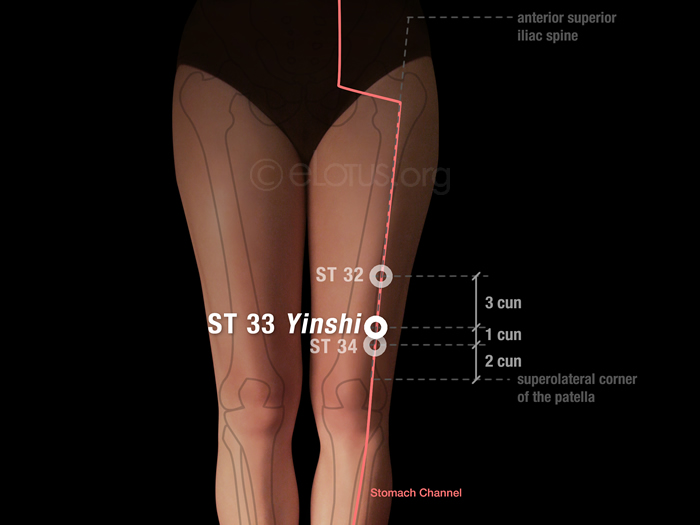 anterior superior
iliac spine
© eLOTUS.org
ST 32
3 cun
ST 33 Yinshi
1 cun
ST 34
2 cun
superolateral corner
of the patella
Stomach Channel